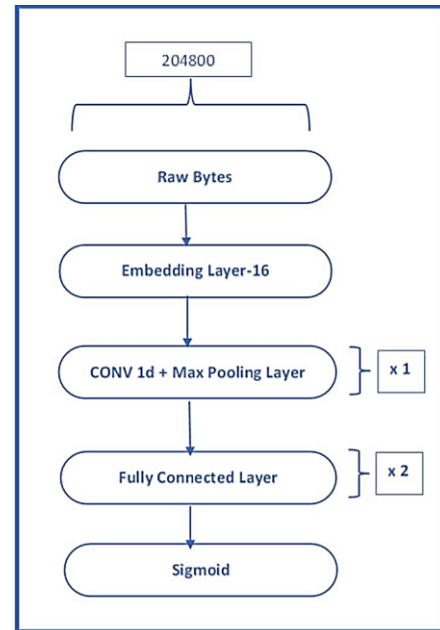 204800
Raw Bytes
Embedding Layer-16
CONV 1d + Max Pooling Layer
x 1
Fully Connected Layer
x 2
Sigmoid